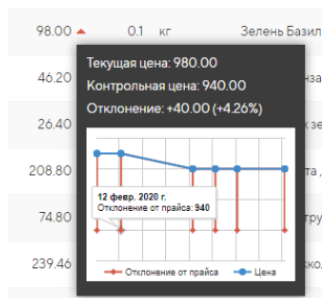 98.00 0.1 кг Зелень Базил
Текущая цена: 980.00
Контрольная цена: 940.00
Отклонение: +40.00 (+4.26%)
46.20
26.40
208.80
74.80
239.46
12 февр. 2020 г.
Отклонение от прайса: 940
Отклонение от прайса Цена